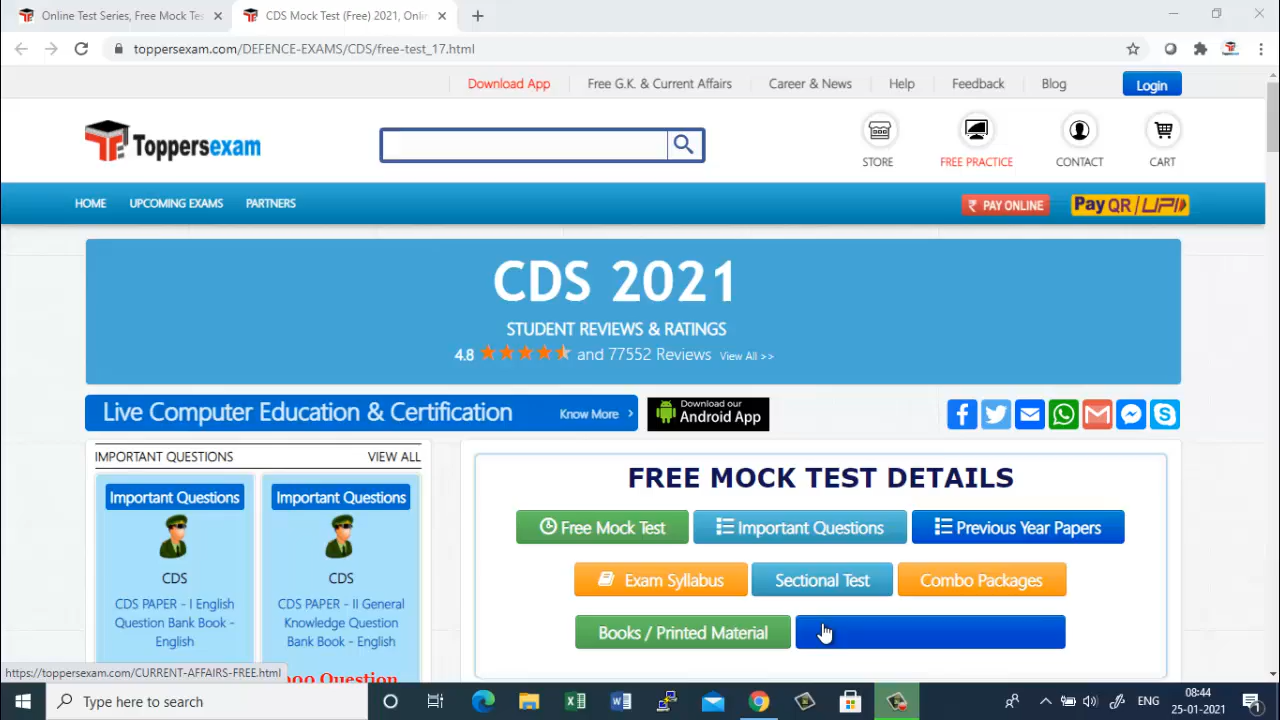 Online Test Series, Free Mock Tes
CDS Mock Test (Free) 2021, Onlin
toppersexam.com/DEFENCE-EXAMS/CDS/free-test_17.html
Download App
Free G.K. & Current Affairs
Career & News
Help
Feedback
Blog
Login
Toppersexam
STORE
FREE PRACTICE
CONTACT
CART
HOME
UPCOMING EXAMS
PARTNERS
₹ PAY ONLINE
Pay QR/UPI
CDS 2021
STUDENT REVIEWS & RATINGS
4.8 and 77552 Reviews View All >>
Live Computer Education & Certification Know More
Download our
Android App
IMPORTANT QUESTIONS
VIEW ALL
Important Questions
CDS
CDS PAPER - I English
Question Bank Book -
English
Important Questions
CDS
CDS PAPER - II General
Knowledge Question
Bank Book - English
000 Question
FREE MOCK TEST DETAILS
Free Mock Test
Important Questions
Previous Year Papers
Exam Syllabus
Sectional Test
Combo Packages
Books / Printed Material
https://toppersexam.com/CURRENT-AFFAIRS-FREE.html
Type here to search
ENG
08:44
25-01-2021
1